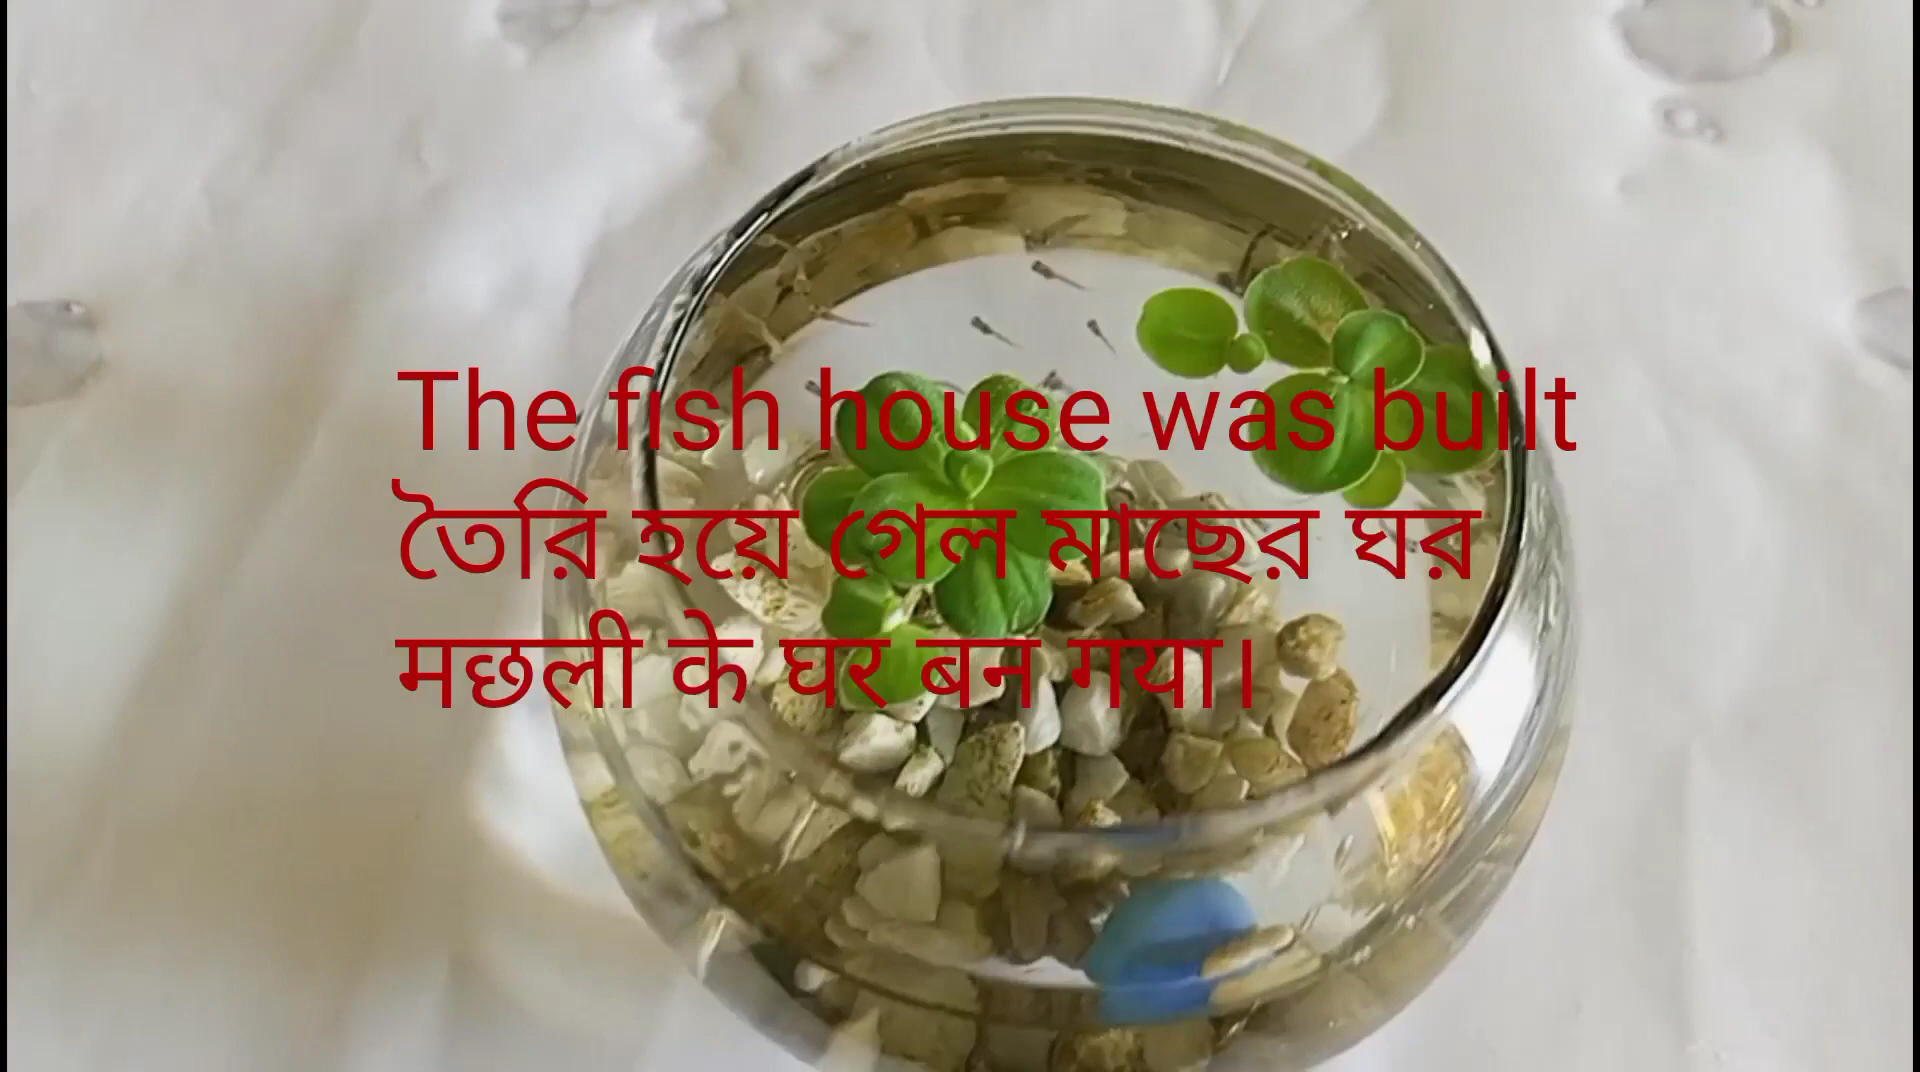 The fish house was built
তৈরি হয়ে গেল মাছের ঘর
मछली के घर बन गया।